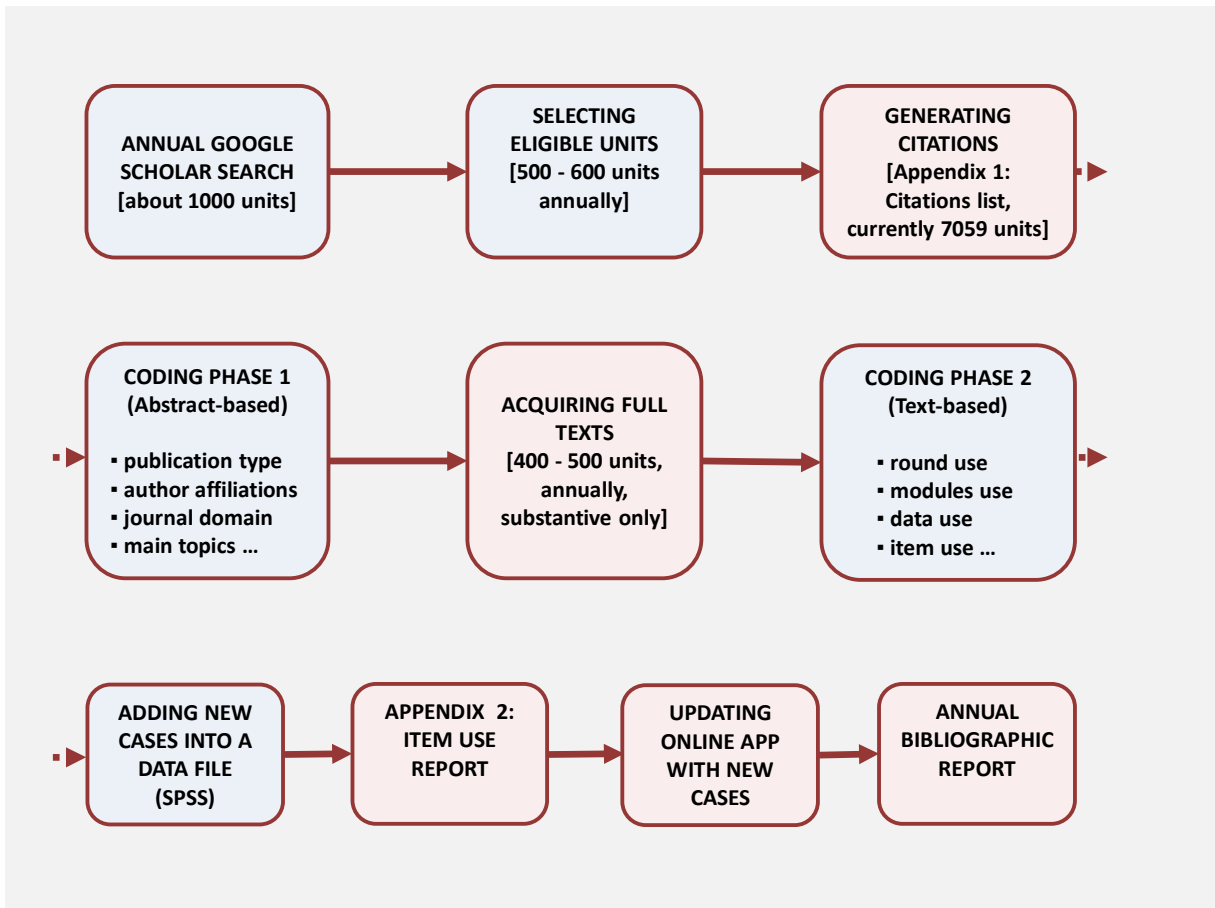 ANNUAL GOOGLE
SCHOLAR SEARCH
[about 1000 units]
SELECTING
ELIGIBLE UNITS
[500 - 600 units
annually]
GENERATING
CITATIONS
[Appendix 1:
Citations list,
currently 7059 units]
CODING PHASE 1
(Abstract-based)
▪ publication type
▪ author affiliations
▪ journal domain
▪ main topics ...
ACQUIRING FULL
TEXTS
[400 - 500 units,
annually,
substantive only]
CODING PHASE 2
(Text-based)
▪ round use
▪ modules use
▪ data use
▪ item use ...
ADDING NEW
CASES INTO A
DATA FILE
(SPSS)
APPENDIX 2:
ITEM USE
REPORT
UPDATING
ONLINE APP
WITH NEW
CASES
ANNUAL
BIBLIOGRAPHIC
REPORT